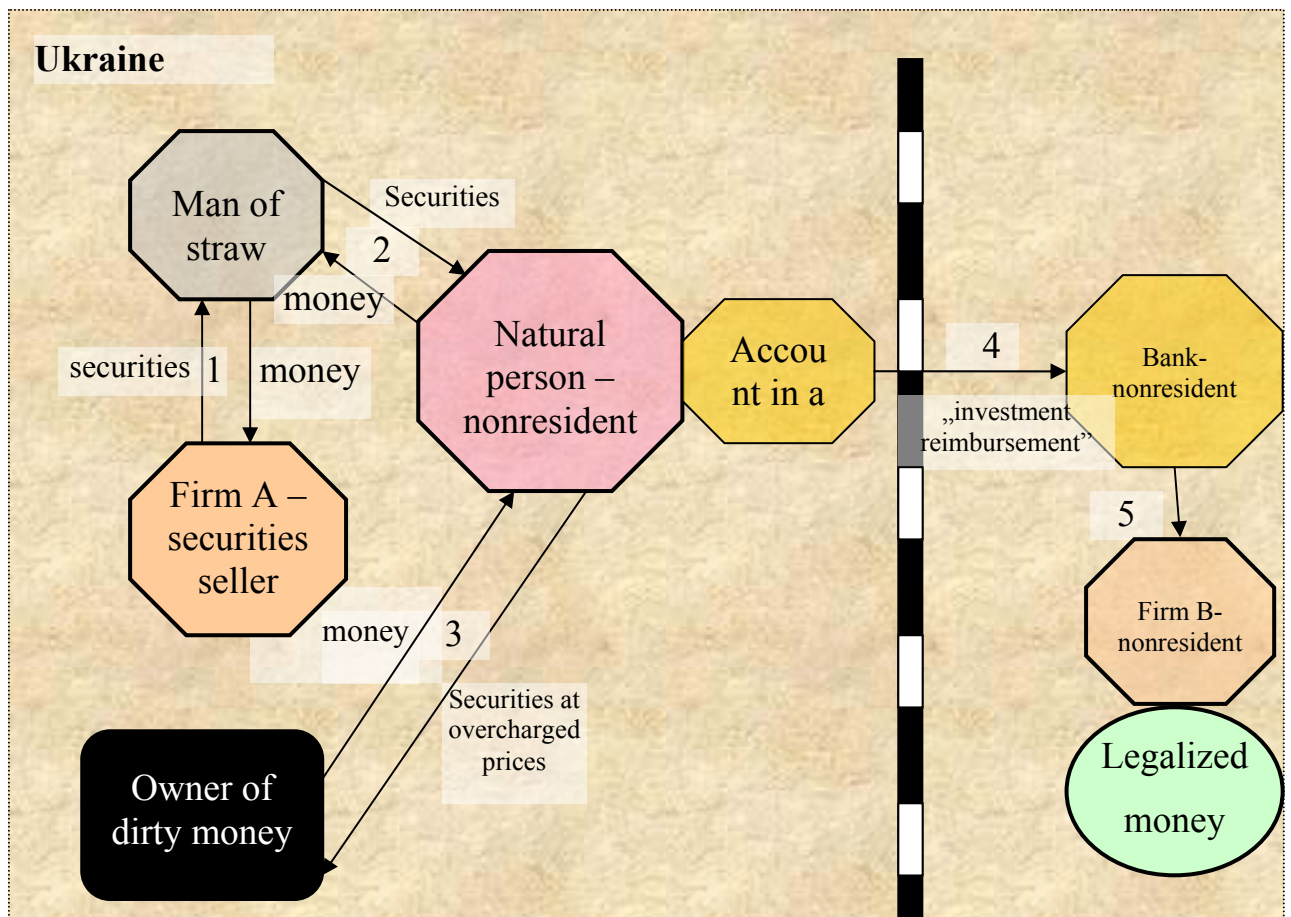 Ukraine
Man of
straw
Securities
2
money
securities
1
money
Firm A –
securities
seller
Natural
person –
nonresident
Accou
nt in a
4
„investment
reimbursement”
Bank-
nonresident
5
Firm B-
nonresident
Legalized
money
money
3
Securities at
overcharged
prices
Owner of
dirty money